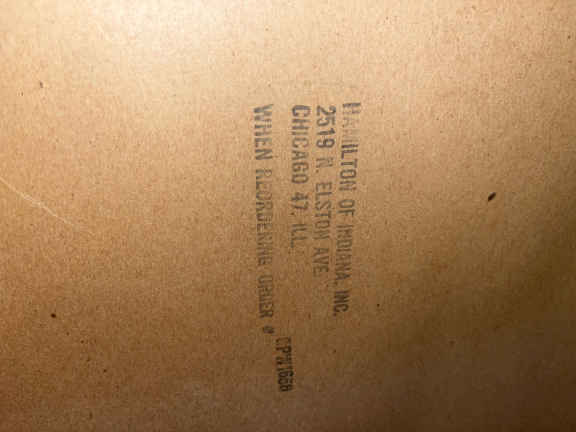 HAMILTON OF INDIANA, INC.
2519 N. ELSTON AVE.
CHICAGO 47, ILL.
WHEN REORDERING ORDER #